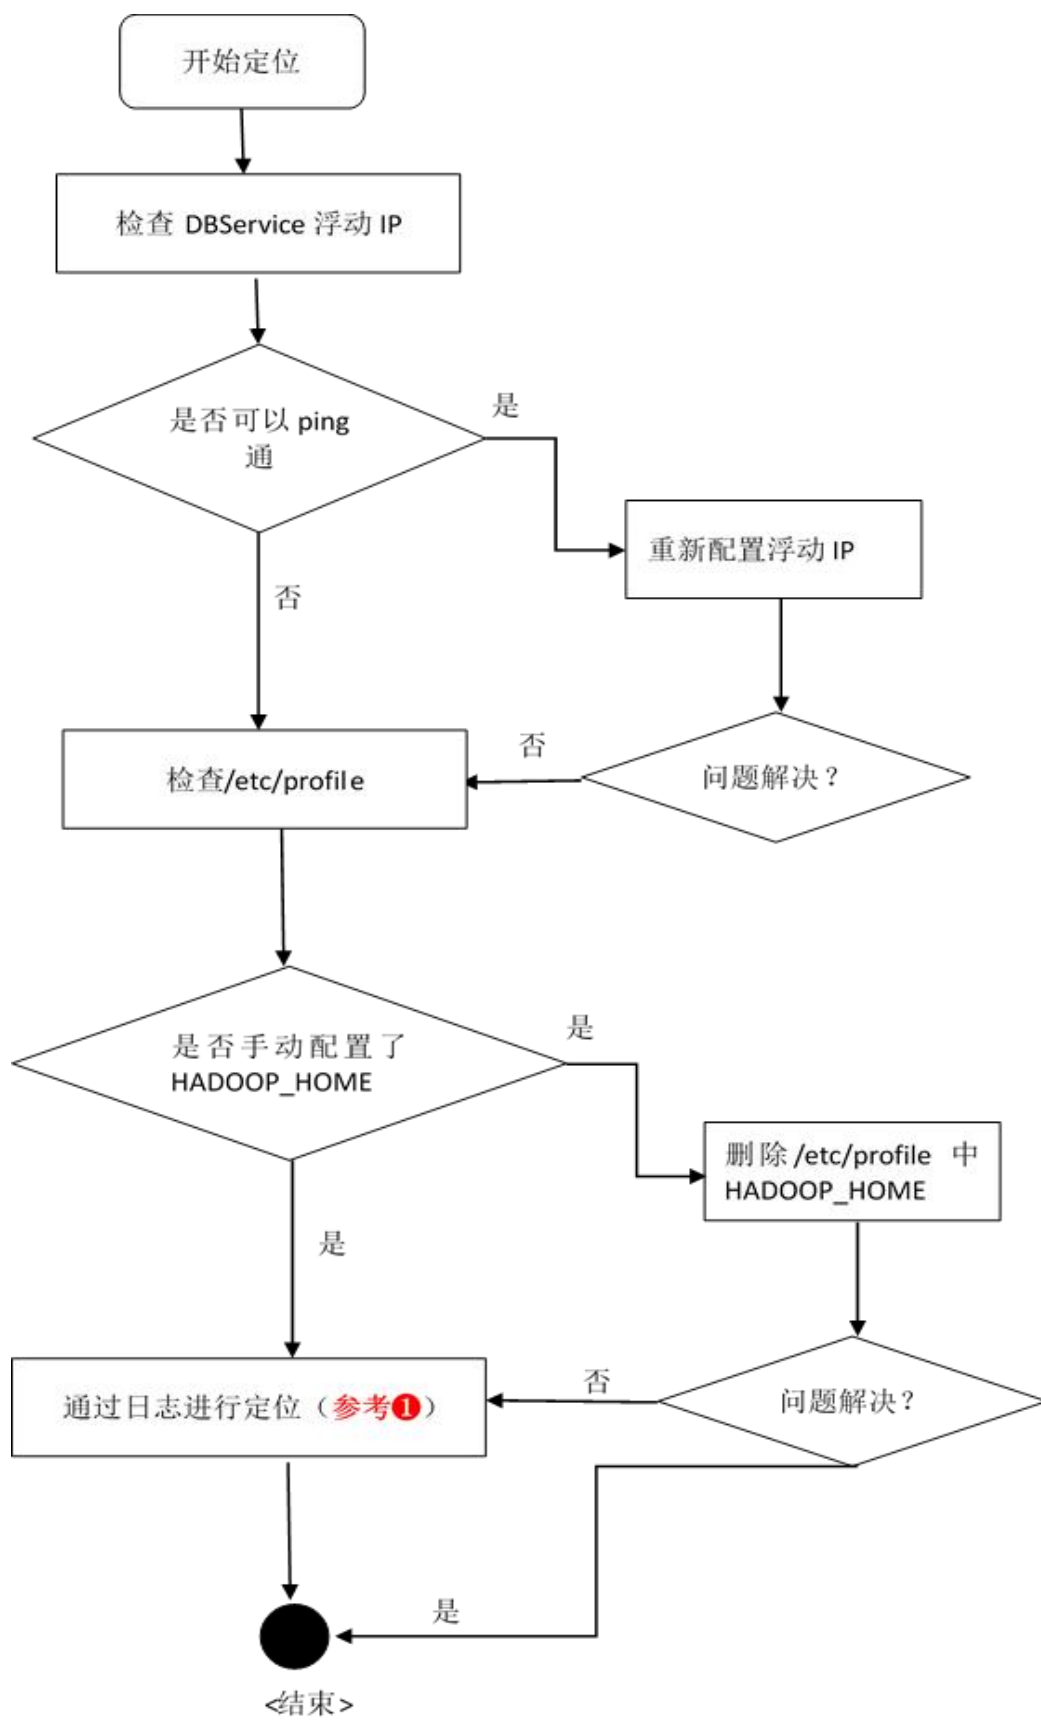 开始定位
检查 DBService 浮动 IP
是否可以 ping
通
是
重新配置浮动 IP
否
检查/etc/profile
否
问题解决？
是否手动配置了
HADOOP_HOME
是
删除/etc/profile 中
HADOOP_HOME
是
通过日志进行定位（参考❶）
否
问题解决？
是
<结束>